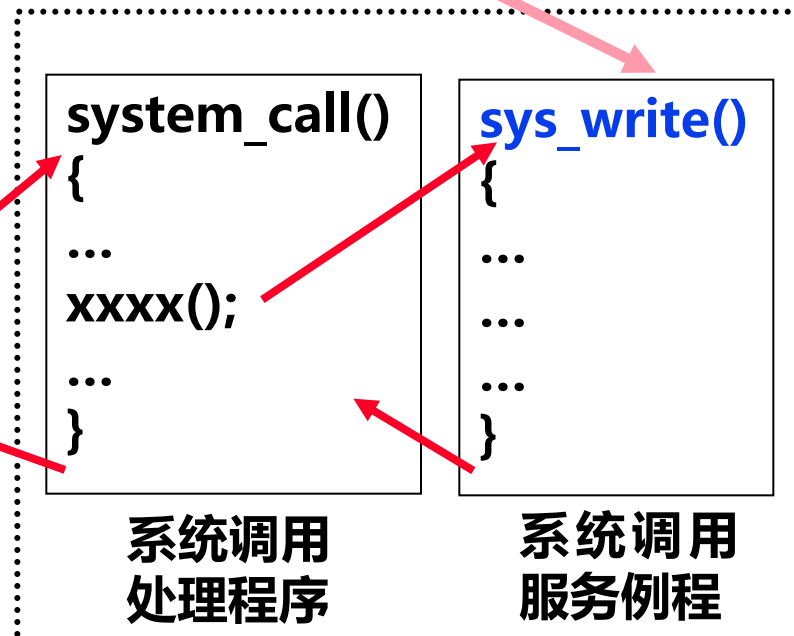 system_call()
{
...
xxxx();
...
}
系统调用
处理程序
sys_write()
{
...
...
...
}
系统调用
服务例程